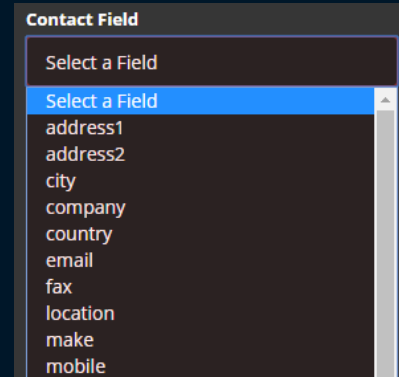 Contact Field
Select a Field
Select a Field
address1
address2
city
company
country
email
fax
location
make
mobile